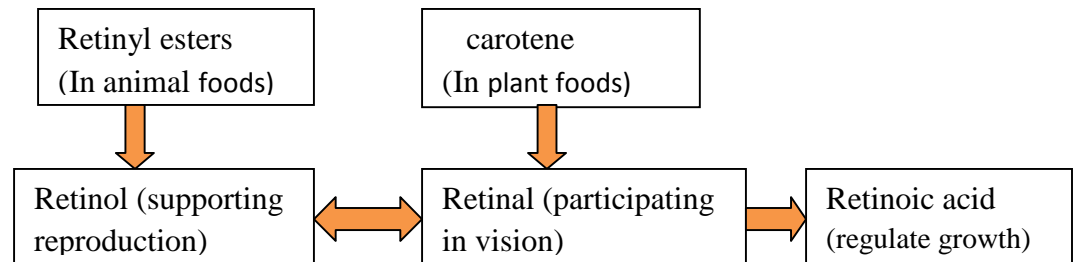 Retinyl esters
(In animal foods)
carotene
(In plant foods)
Retinol (supporting
reproduction)
Retinal (participating
in vision)
Retinoic acid
(regulate growth)